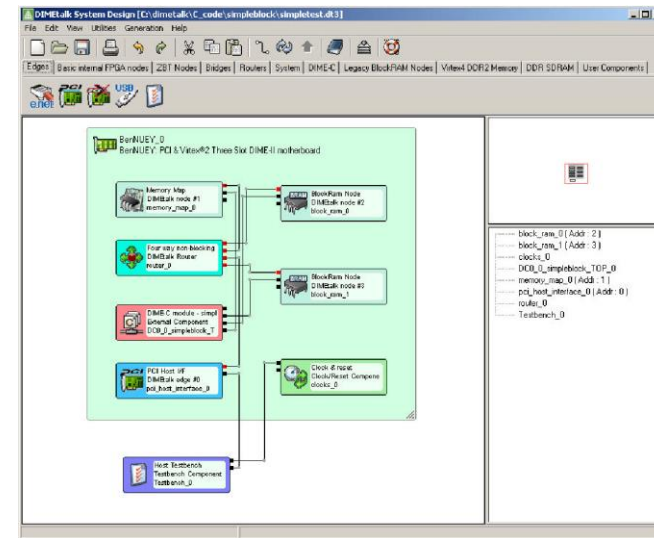 DIMEtalk System Design [C:\dimetalk\C_code\simpleblock\simpletest.dt3]
File Edit View Utilities Generation Help
Edges Basic internal FPGA nodes ZBT Nodes Bridges Routers System DIME-C Legacy BlockRAM Nodes Virtex4 DDR2 Memory DDR SDRAM User Components
e.net PCI USB
BenNUEY_0
BenNUEY: PCI & Virtex®2 Three Slot DIME-II motherboard
Memory Map
DIMEtalk node #1
memory_map_0
BlockRam Node
DIMEtalk node #2
block_ram_0
Four way non blocking
DIMEtalk Router
router_0
BlockRam Node
DIMEtalk node #3
block_ram_1
DIME-C module - simpl
External Component
DC0_0_simpleblock_T
PCI Host I/F
DIMEtalk edge #0
pci_host_interface_0
Clock & reset
Clock/Reset Compone
clocks_0
Host Testbench
Testbench Component
Testbench_0
block_ram_0 (Addr: 2)
block_ram_1 (Addr: 3)
clocks_0
DC0_0_simpleblock_TOP_0
memory_map_0 (Addr: 1)
pci_host_interface_0 (Addr: 0)
router_0
Testbench_0